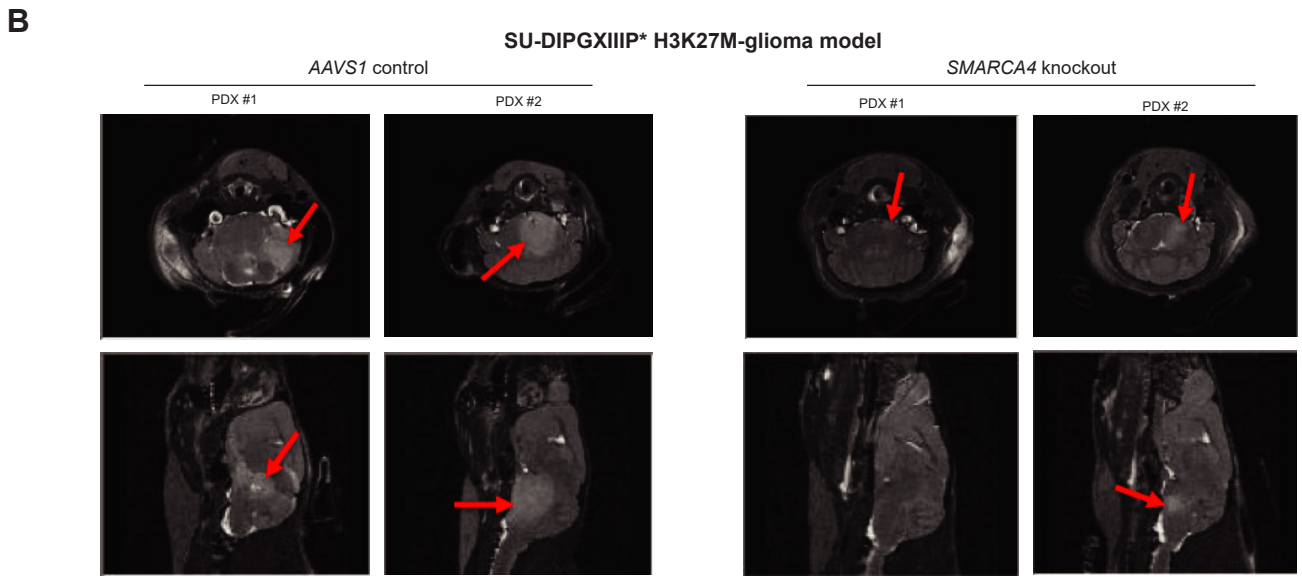 B
SU-DIPGXIIIP* H3K27M-glioma model
AAVS1 control
SMARCA4 knockout
PDX #1
PDX #2
PDX #1
PDX #2